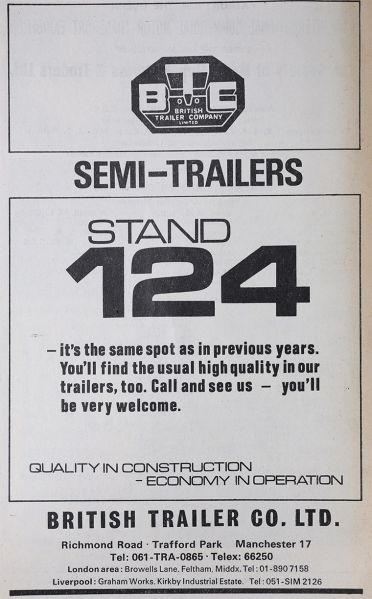 BTC
BRITISH
TRAILER COMPANY
LIMITED
SEMI-TRAILERS
STAND
124
– it's the same spot as in previous years.
You'll find the usual high quality in our
trailers, too. Call and see us – you'll
be very welcome.
QUALITY IN CONSTRUCTION
– ECONOMY IN OPERATION
BRITISH TRAILER CO. LTD.
Richmond Road · Trafford Park Manchester 17
Tel: 061-TRA-0865 · Telex: 66250
London area: Browells Lane, Feltham, Middx. Tel: 01-890 7158
Liverpool: Graham Works, Kirkby Industrial Estate. Tel: 051-SIM 2126